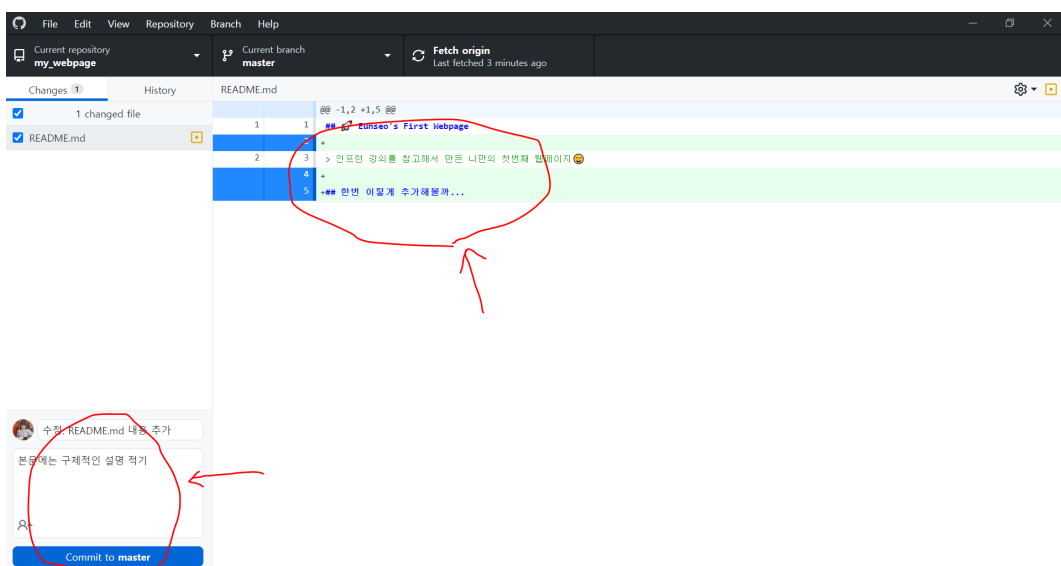 File Edit View Repository Branch Help
Current repository
my_webpage
Current branch
master
Fetch origin
Last fetched 3 minutes ago
Changes 1 History
README.md
1 changed file
README.md
@@ -1,2 +1,5 @@
1 1 ## 🚀 Eunseo's First Webpage
2 +
2 3 > 인프런 강의를 참고해서 만든 나만의 첫번째 웹페이지😄
4 +
5 +## 한번 이렇게 추가해볼까...
수정: README.md 내용 추가
본문에는 구체적인 설명 적기
Commit to master